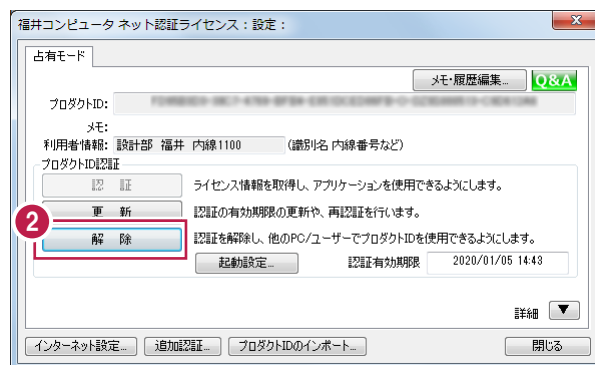 福井コンピュータ ネット認証ライセンス：設定：
占有モード
メモ・履歴編集... Q&A
プロダクトID:
メモ:
利用者情報: 設計部 福井 内線1100 (識別名 内線番号など)
プロダクトID認証
認 証 ライセンス情報を取得し、アプリケーションを使用できるようにします。
更 新 認証の有効期限の更新や、再認証を行います。
2
解 除 認証を解除し、他のPC/ユーザーでプロダクトIDを使用できるようにします。
起動設定... 認証有効期限 2020/01/05 14:43
詳細 ▼
インターネット設定... 追加認証... プロダクトIDのインポート... 閉じる